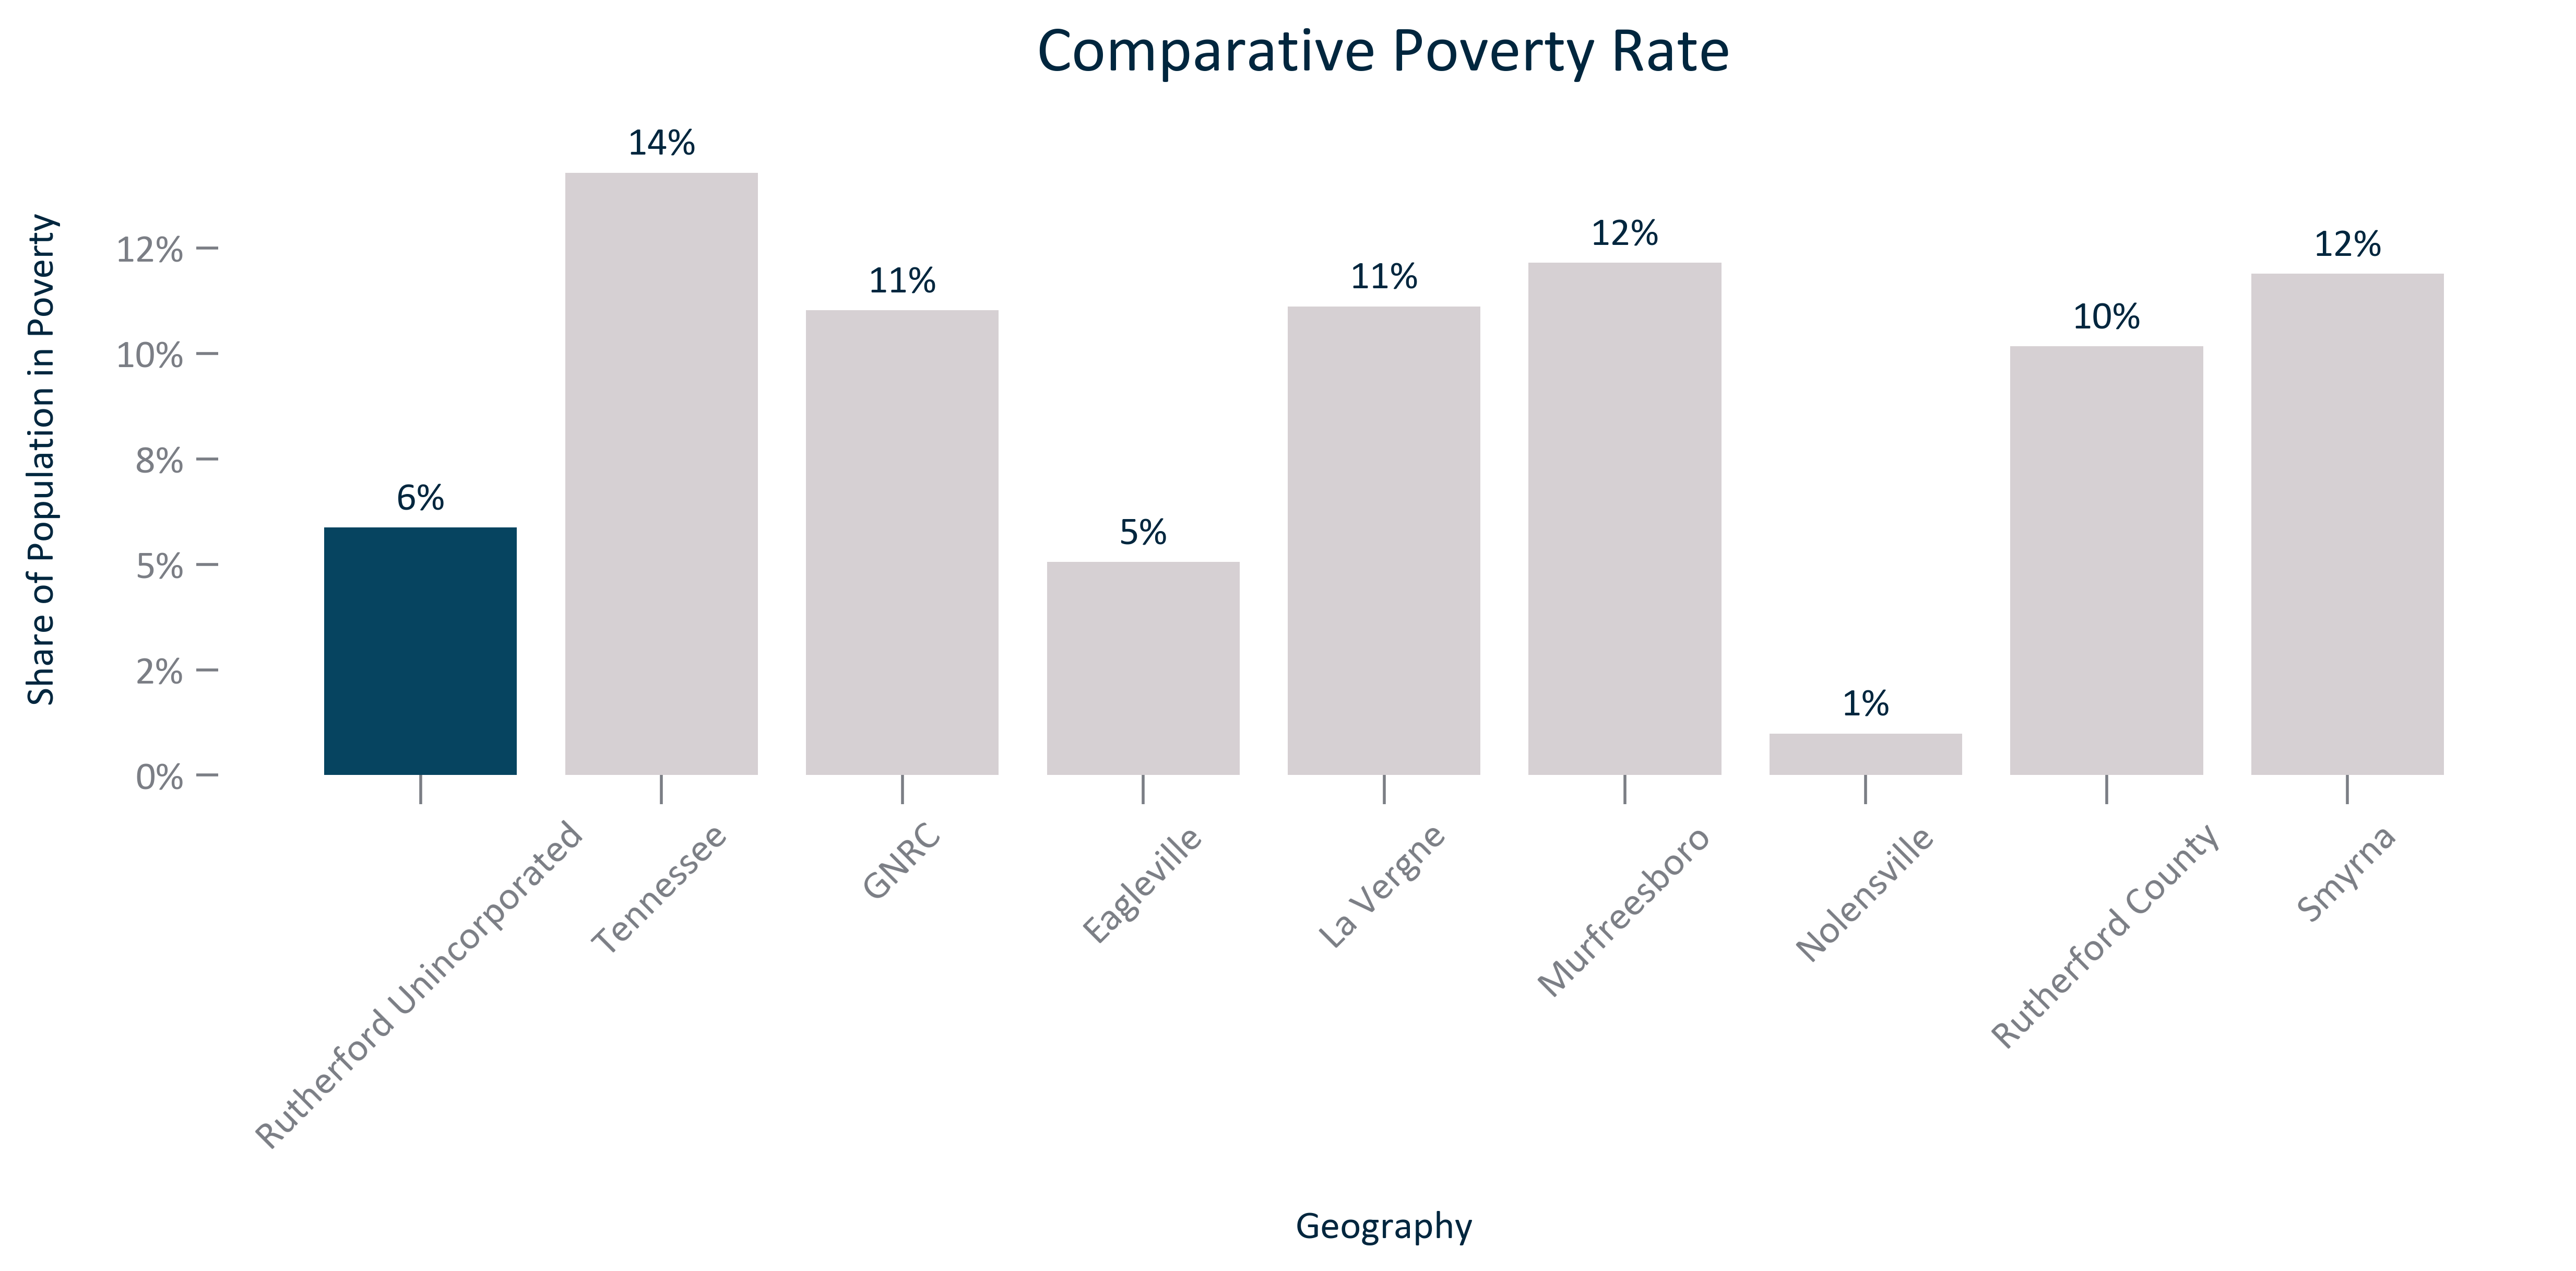 Comparative Poverty Rate
Share of Population in Poverty
12%
10%
8%
5%
2%
0%
6%
14%
11%
5%
11%
12%
1%
10%
12%
Rutherford Unincorporated
Tennessee
GNRC
Eagleville
La Vergne
Murfreesboro
Nolensville
Rutherford County
Smyrna
Geography